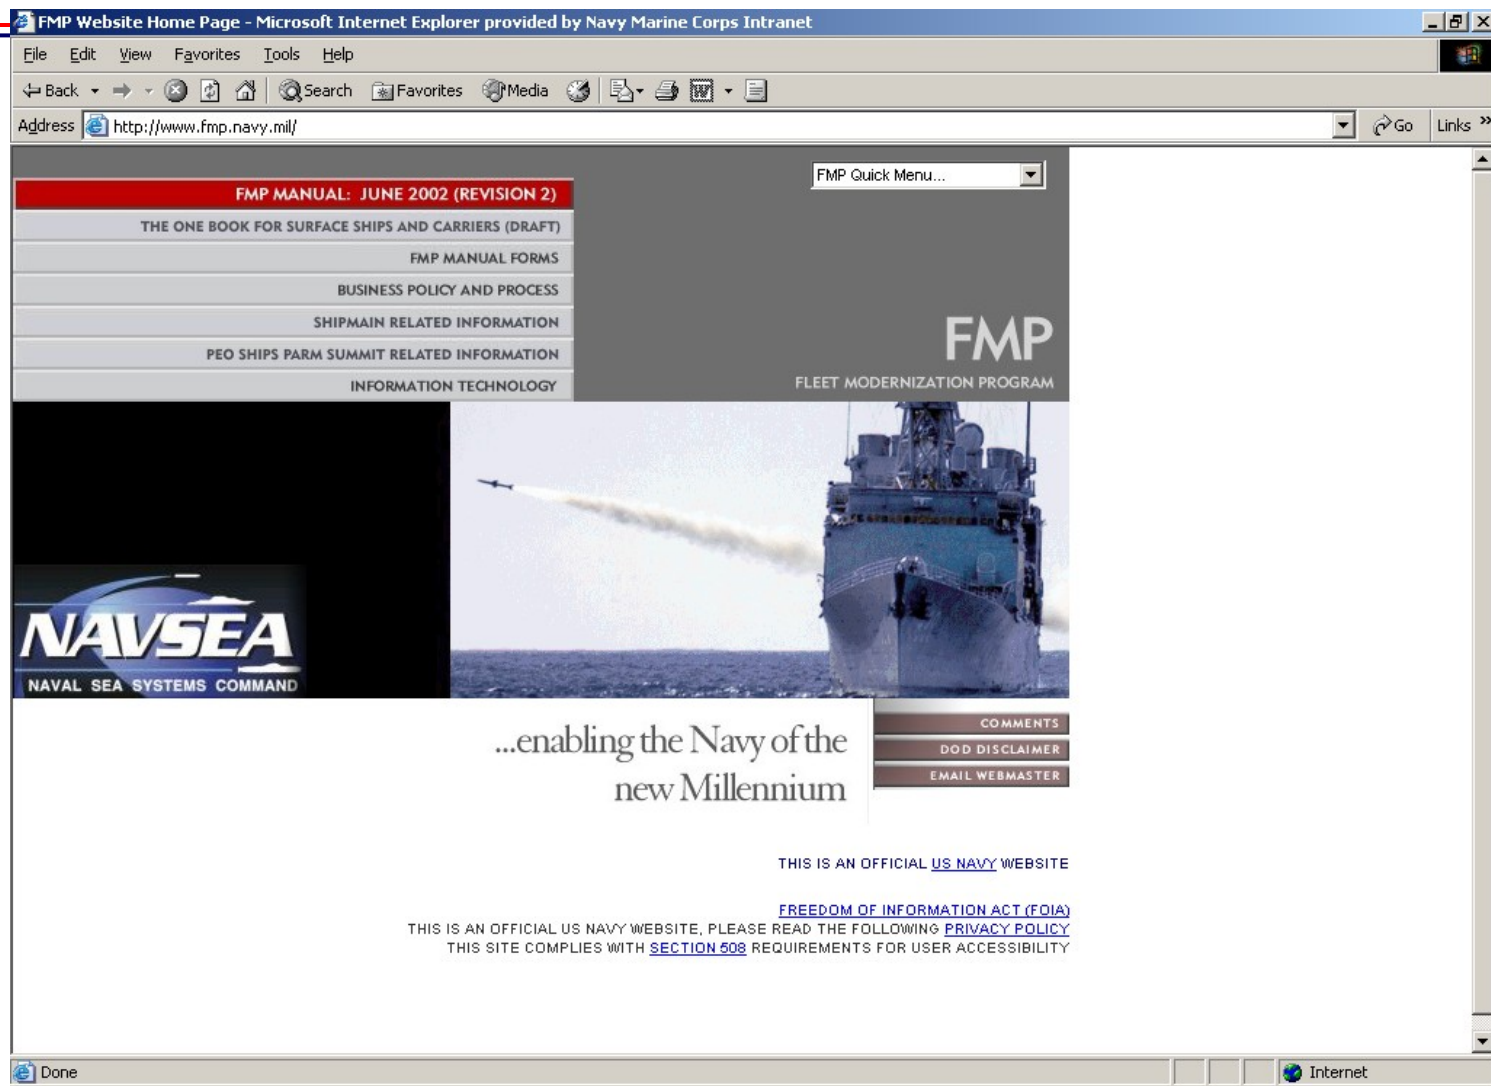 FMP Website Home Page - Microsoft Internet Explorer provided by Navy Marine Corps Intranet
File Edit View Favorites Tools Help
Back Search Favorites Media
Address http://www.fmp.navy.mil/ Go Links »
FMP Quick Menu...
FMP MANUAL: JUNE 2002 (REVISION 2)
THE ONE BOOK FOR SURFACE SHIPS AND CARRIERS (DRAFT)
FMP MANUAL FORMS
BUSINESS POLICY AND PROCESS
SHIPMAIN RELATED INFORMATION
PEO SHIPS PARM SUMMIT RELATED INFORMATION
INFORMATION TECHNOLOGY
FMP
FLEET MODERNIZATION PROGRAM
NAVSEA
NAVAL SEA SYSTEMS COMMAND
...enabling the Navy of the
new Millennium
COMMENTS
DOD DISCLAIMER
EMAIL WEBMASTER
THIS IS AN OFFICIAL US NAVY WEBSITE
FREEDOM OF INFORMATION ACT (FOIA)
THIS IS AN OFFICIAL US NAVY WEBSITE, PLEASE READ THE FOLLOWING PRIVACY POLICY
THIS SITE COMPLIES WITH SECTION 508 REQUIREMENTS FOR USER ACCESSIBILITY
Done Internet